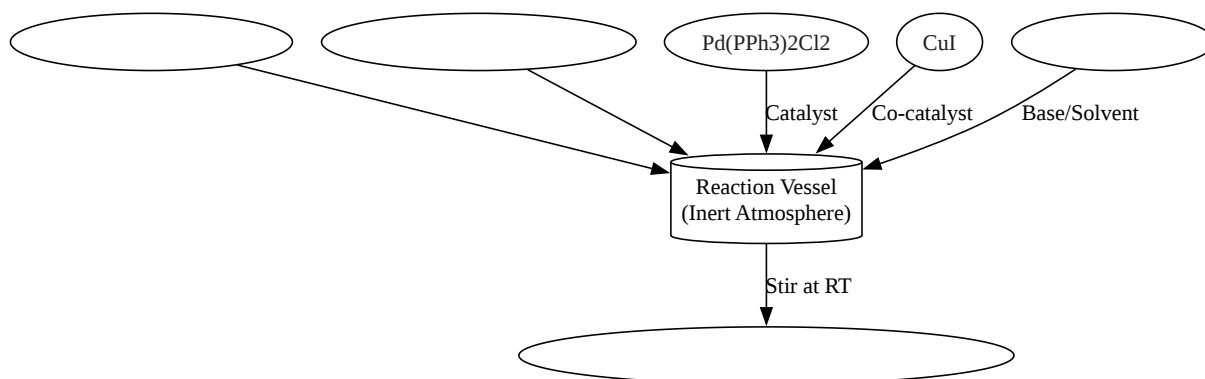 Pd(PPh3)2Cl2
CuI
Catalyst
Co-catalyst
Base/Solvent
Reaction Vessel
(Inert Atmosphere)
Stir at RT